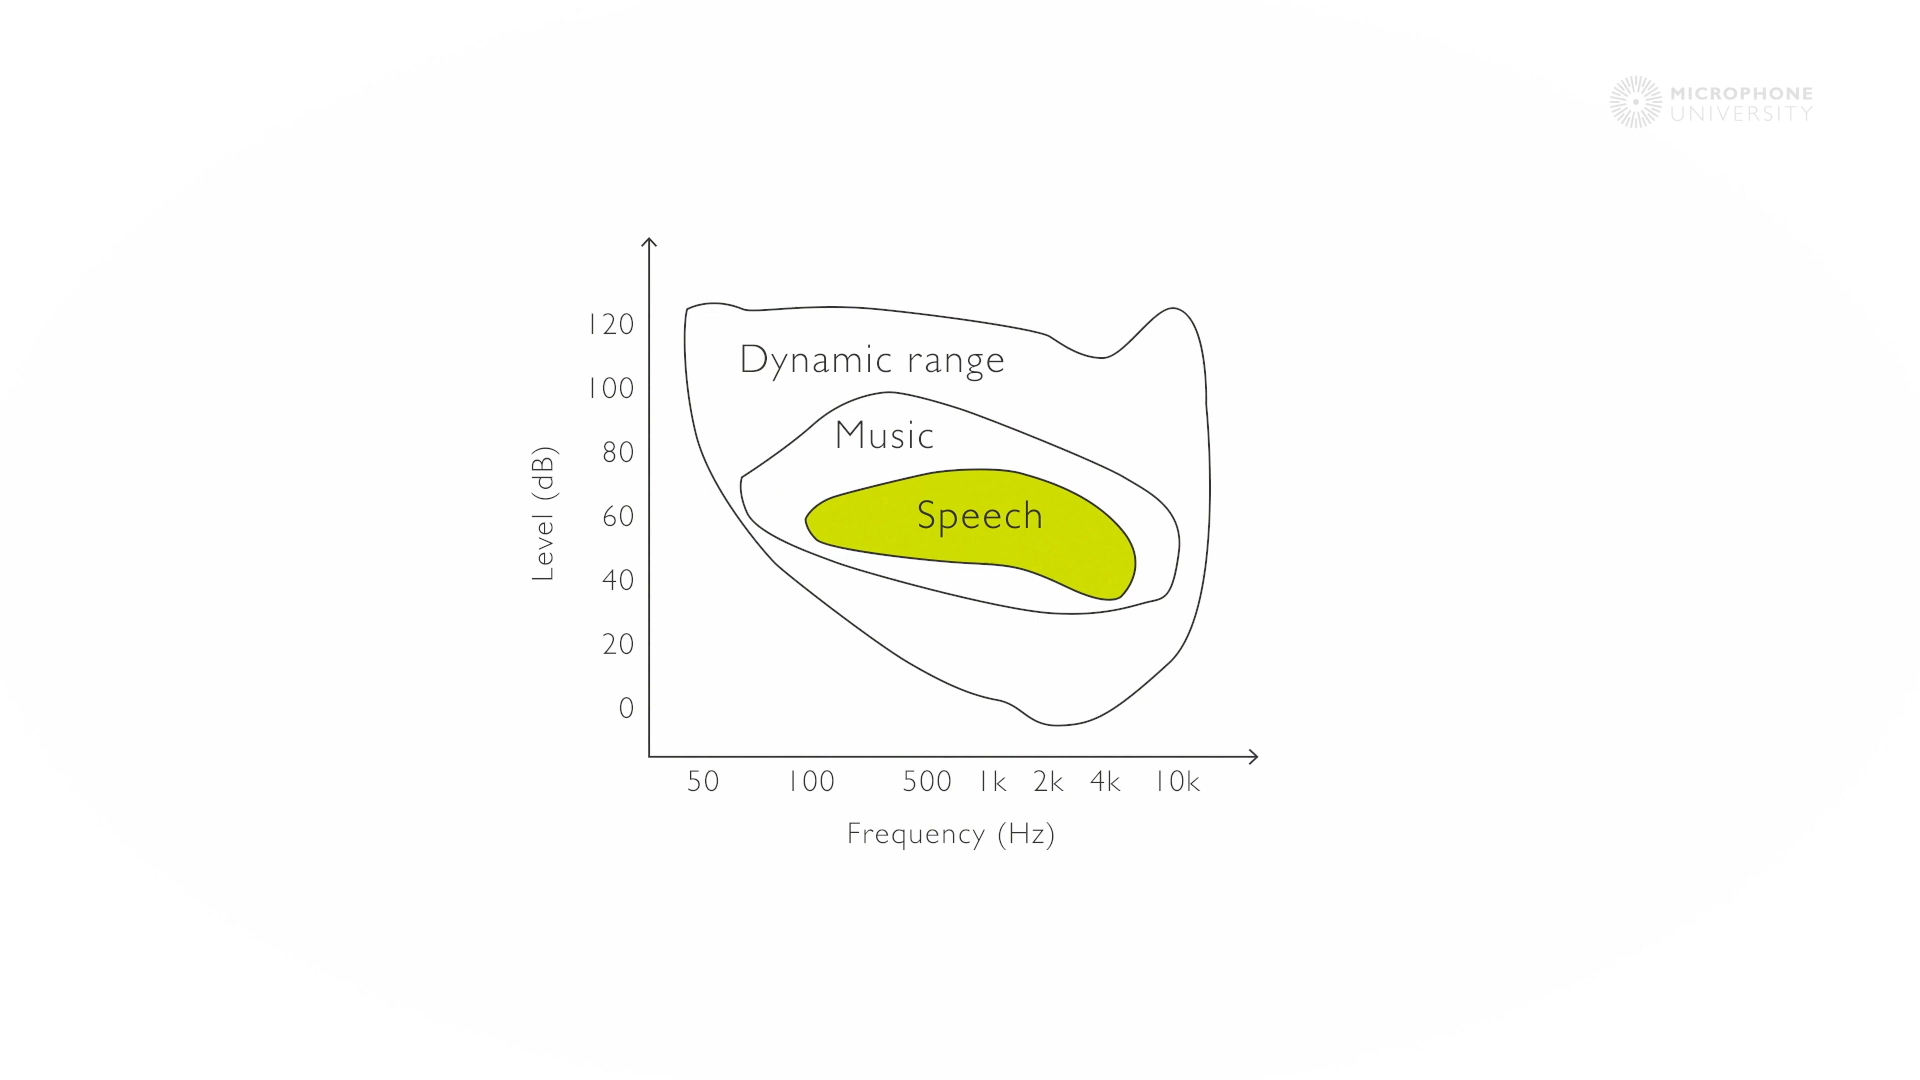 MICROPHONE
UNIVERSITY
120
100
80
60
40
20
0
Level (dB)
Dynamic range
Music
Speech
50 100 500 1k 2k 4k 10k
Frequency (Hz)